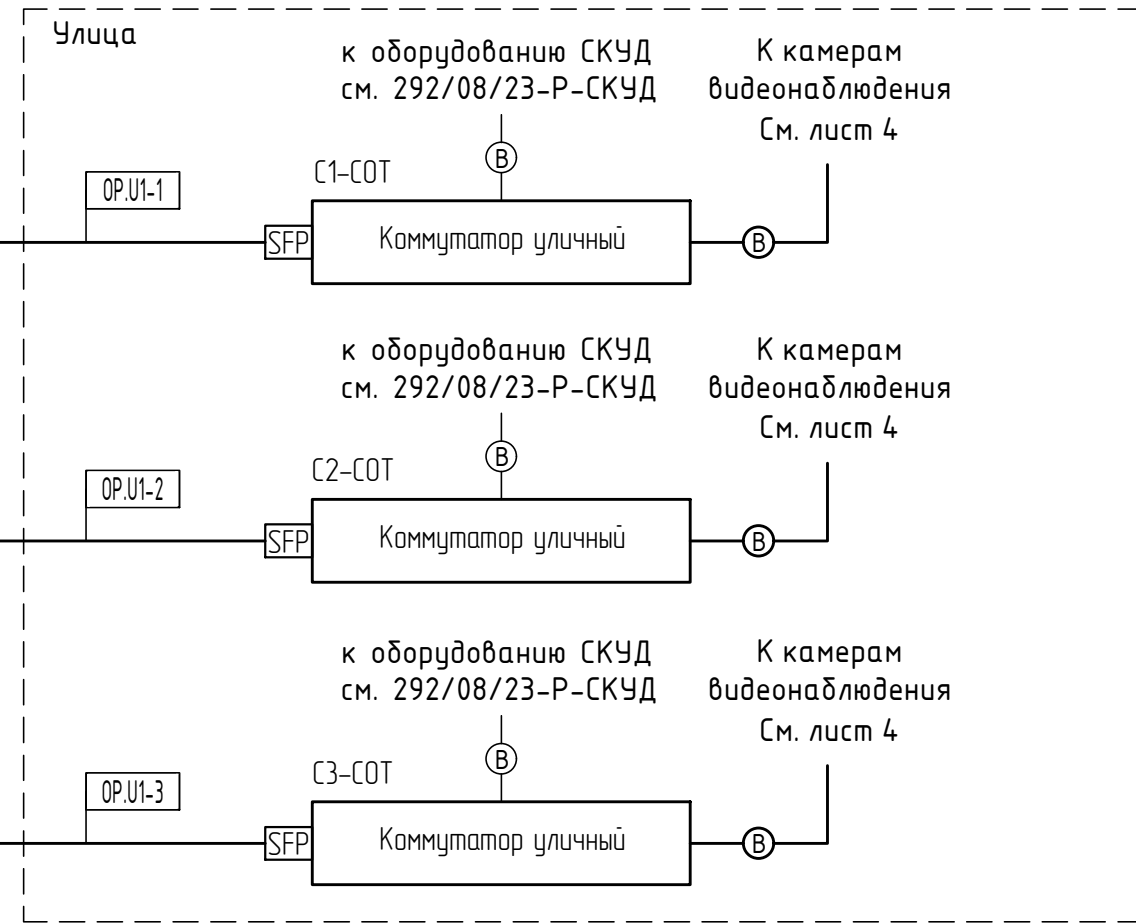 Улица
к оборудованию СКУД
см. 292/08/23-Р-СКУД
К камерам
видеонаблюдения
См. лист 4
В
С1-СОТ
OP.U1-1
SFP
Коммутатор уличный
В
к оборудованию СКУД
см. 292/08/23-Р-СКУД
К камерам
видеонаблюдения
См. лист 4
В
С2-СОТ
OP.U1-2
SFP
Коммутатор уличный
В
к оборудованию СКУД
см. 292/08/23-Р-СКУД
К камерам
видеонаблюдения
См. лист 4
В
С3-СОТ
OP.U1-3
SFP
Коммутатор уличный
В